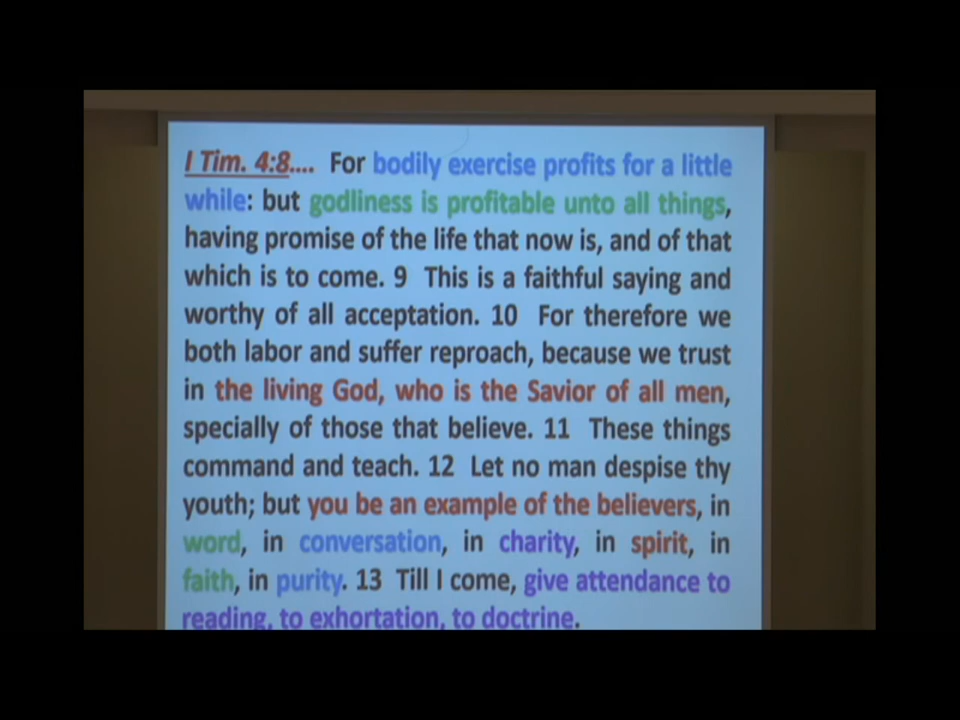 I Tim. 4:8.... For bodily exercise profits for a little
while: but godliness is profitable unto all things,
having promise of the life that now is, and of that
which is to come. 9 This is a faithful saying and
worthy of all acceptation. 10 For therefore we
both labor and suffer reproach, because we trust
in the living God, who is the Savior of all men,
specially of those that believe. 11 These things
command and teach. 12 Let no man despise thy
youth; but you be an example of the believers, in
word, in conversation, in charity, in spirit, in
faith, in purity. 13 Till I come, give attendance to
reading, to exhortation, to doctrine.